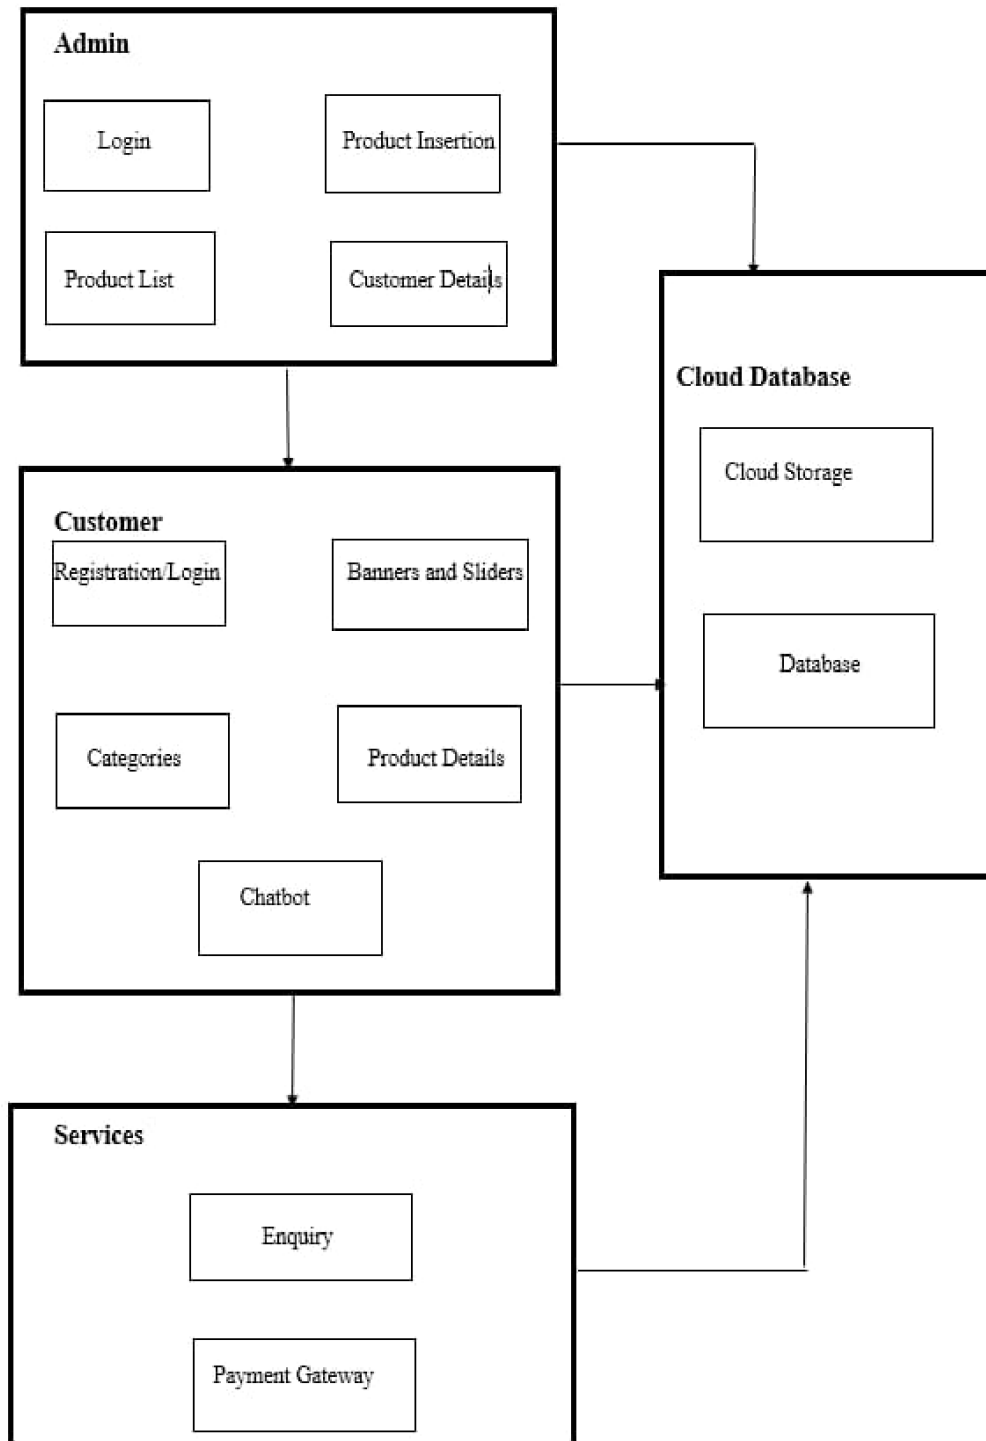 Admin
Login
Product Insertion
Product List
Customer Details
Cloud Database
Cloud Storage
Database
Customer
Registration/Login
Banners and Sliders
Categories
Product Details
Chatbot
Services
Enquiry
Payment Gateway